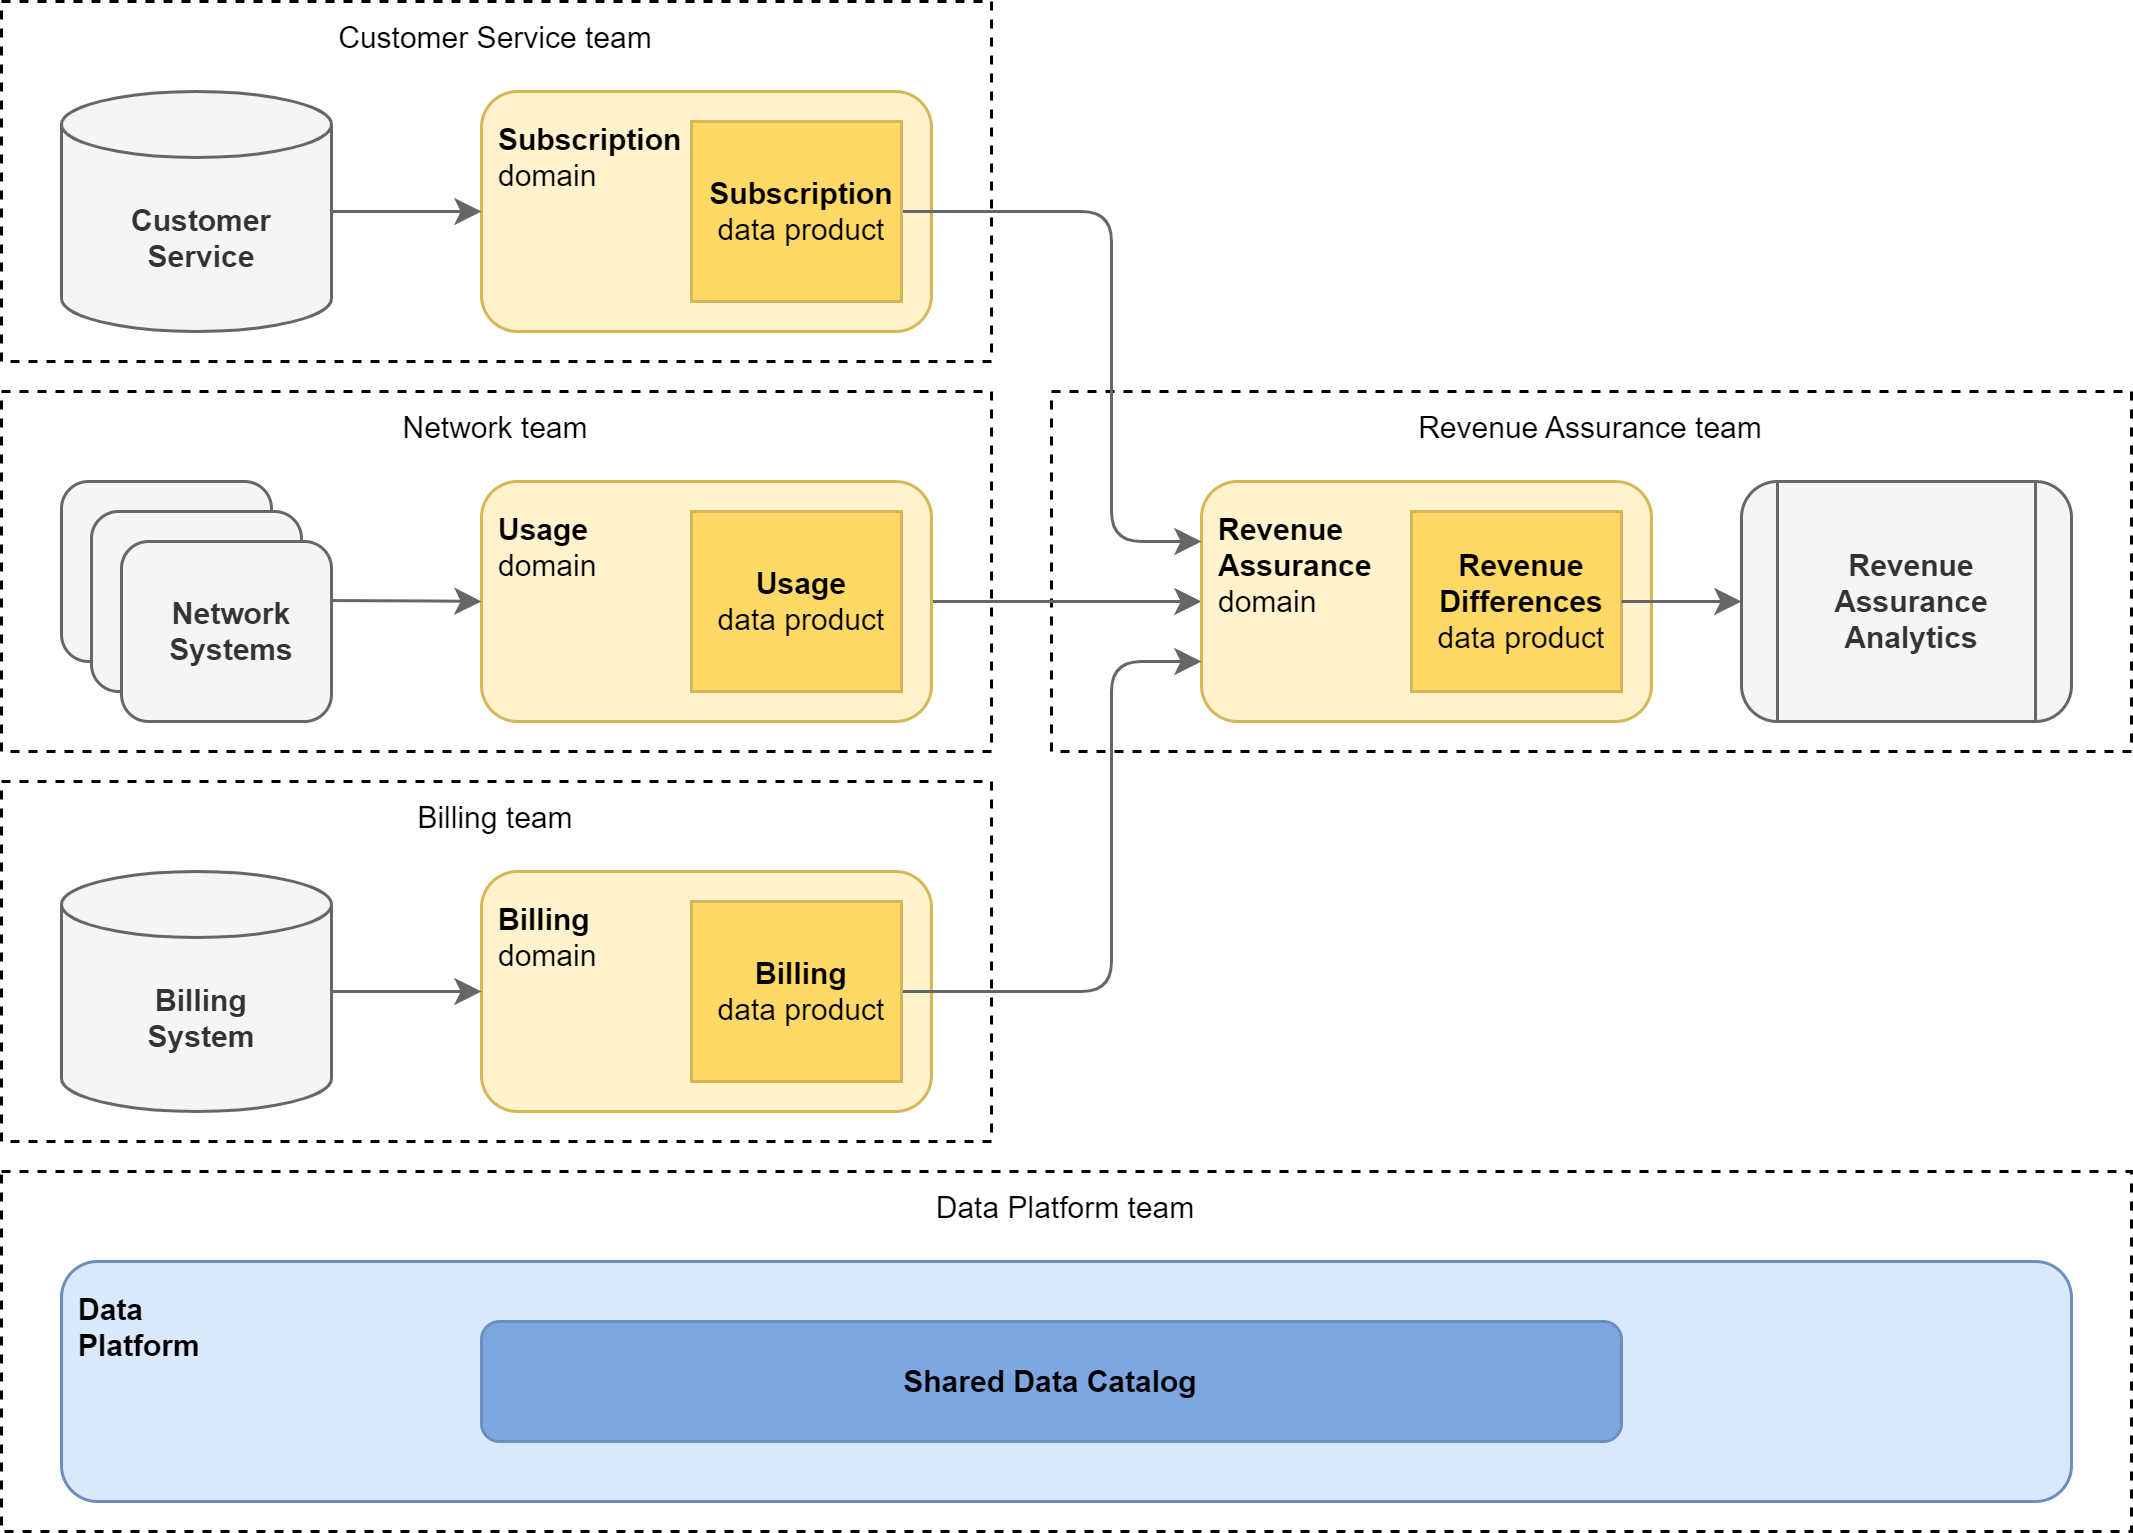 Customer Service team
Customer
Service
Subscription
domain
Subscription
data product
Network team
Network
Systems
Usage
domain
Usage
data product
Revenue Assurance team
Revenue
Assurance
domain
Revenue
Differences
data product
Revenue
Assurance
Analytics
Billing team
Billing
System
Billing
domain
Billing
data product
Data Platform team
Data
Platform
Shared Data Catalog